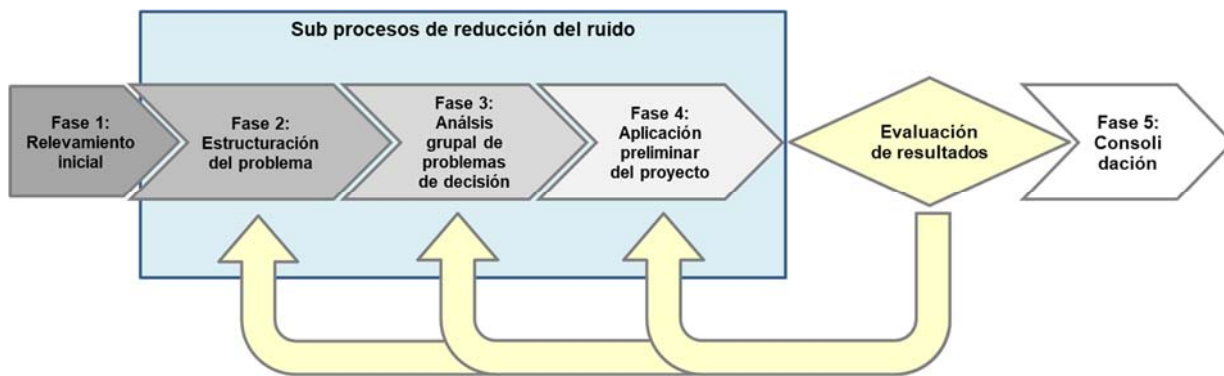 Sub procesos de reducción del ruido
Fase 1:
Relevamiento
inicial
Fase 2:
Estructuración
del problema
Fase 3:
Análsis
grupal de
problemas
de decisión
Fase 4:
Aplicación
preliminar
del proyecto
Evaluación
de resultados
Fase 5:
Consoli
dación